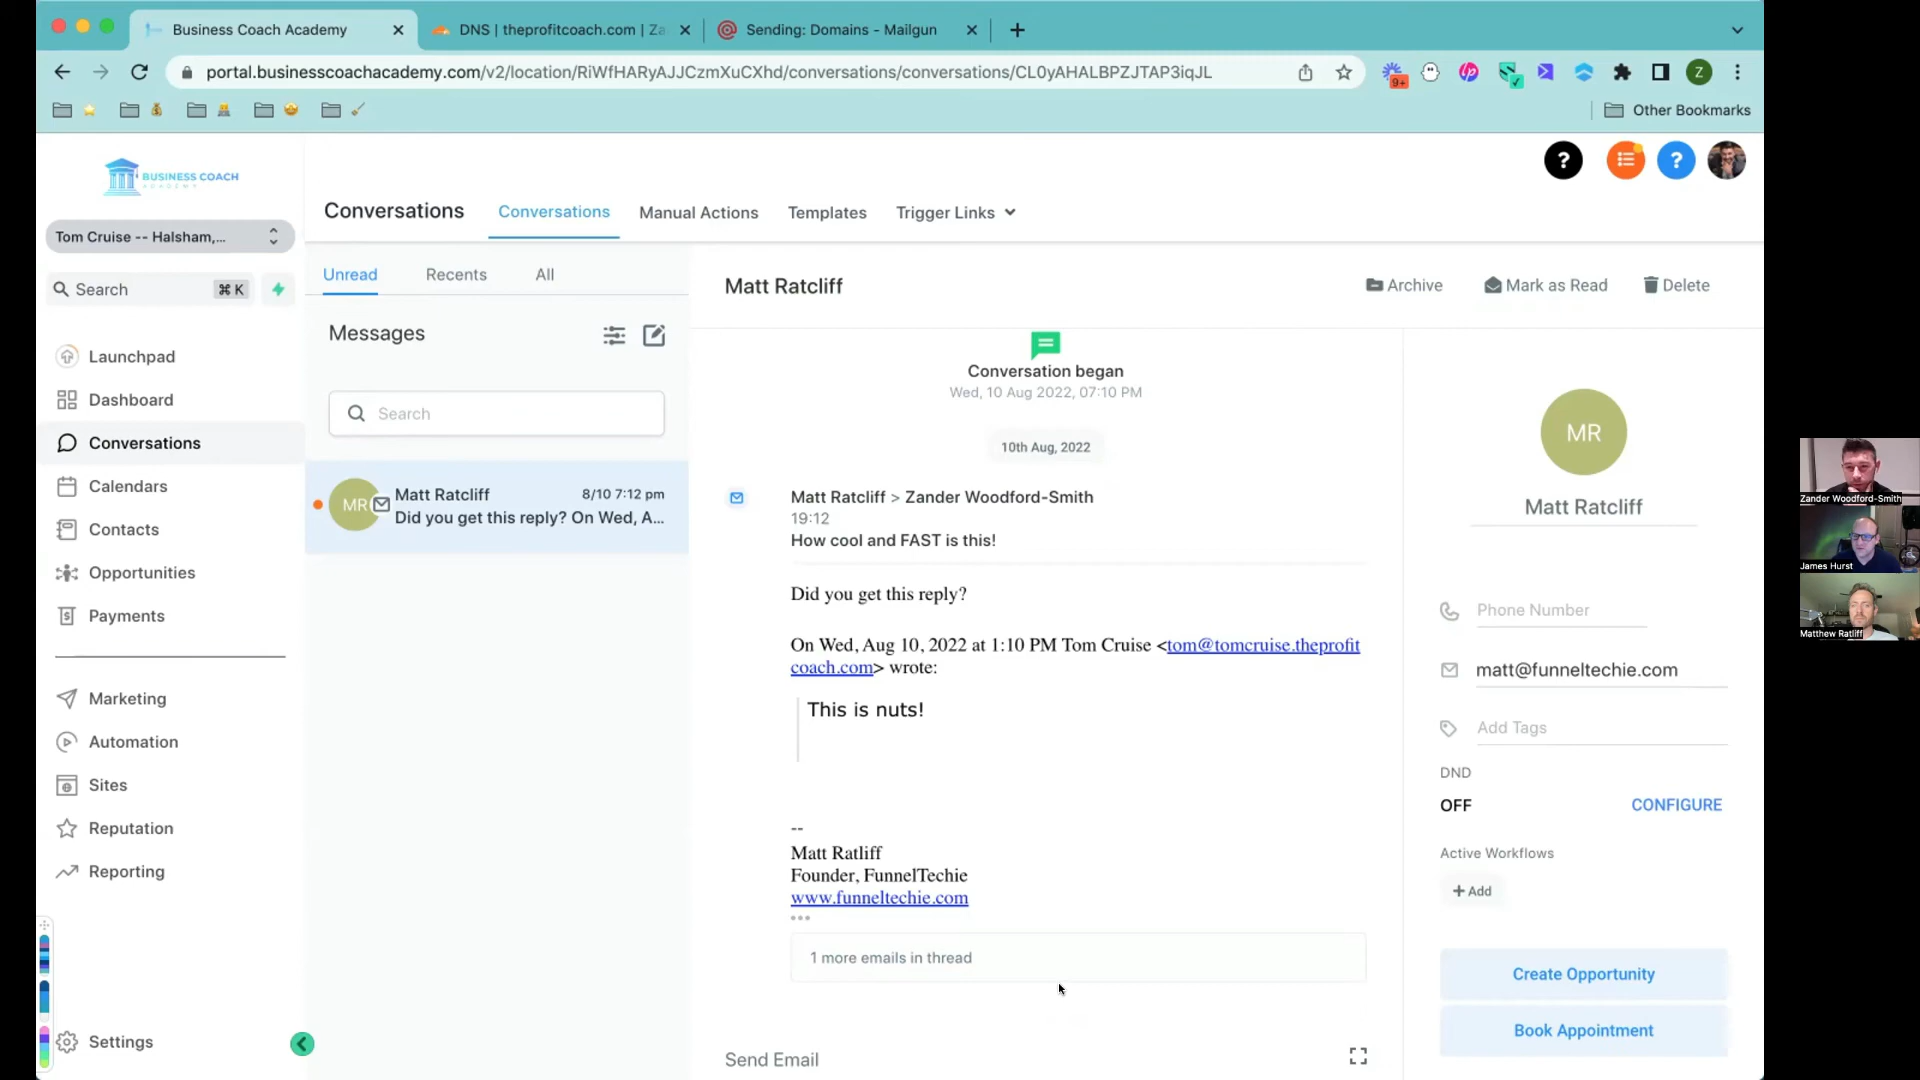 Business Coach Academy
DNS | theprofitcoach.com | Za
Sending: Domains - Mailgun
portal.businesscoachacademy.com/v2/location/RiWfHARyAJJCzmXuCXhd/conversations/conversations/CL0yAHALBPZJTAP3iqJL
9+
Z
Other Bookmarks
BUSINESS COACH
ACADEMY
Tom Cruise -- Halsham,...
Search
⌘ K
Launchpad
Dashboard
Conversations
Calendars
Contacts
Opportunities
Payments
Marketing
Automation
Sites
Reputation
Reporting
Settings
Conversations
Conversations
Manual Actions
Templates
Trigger Links
Unread
Recents
All
Messages
Search
MR
Matt Ratcliff
8/10 7:12 pm
Did you get this reply? On Wed, A...
Matt Ratcliff
Archive
Mark as Read
Delete
Conversation began
Wed, 10 Aug 2022, 07:10 PM
10th Aug, 2022
Matt Ratcliff > Zander Woodford-Smith
19:12
How cool and FAST is this!
Did you get this reply?
On Wed, Aug 10, 2022 at 1:10 PM Tom Cruise <tom@tomcruise.theprofit
coach.com> wrote:
This is nuts!
--
Matt Ratliff
Founder, FunnelTechie
www.funneltechie.com
1 more emails in thread
Send Email
MR
Matt Ratcliff
Phone Number
matt@funneltechie.com
Add Tags
DND
OFF
CONFIGURE
Active Workflows
+ Add
Create Opportunity
Book Appointment
Zander Woodford-Smith
James Hurst
Matthew Ratliff